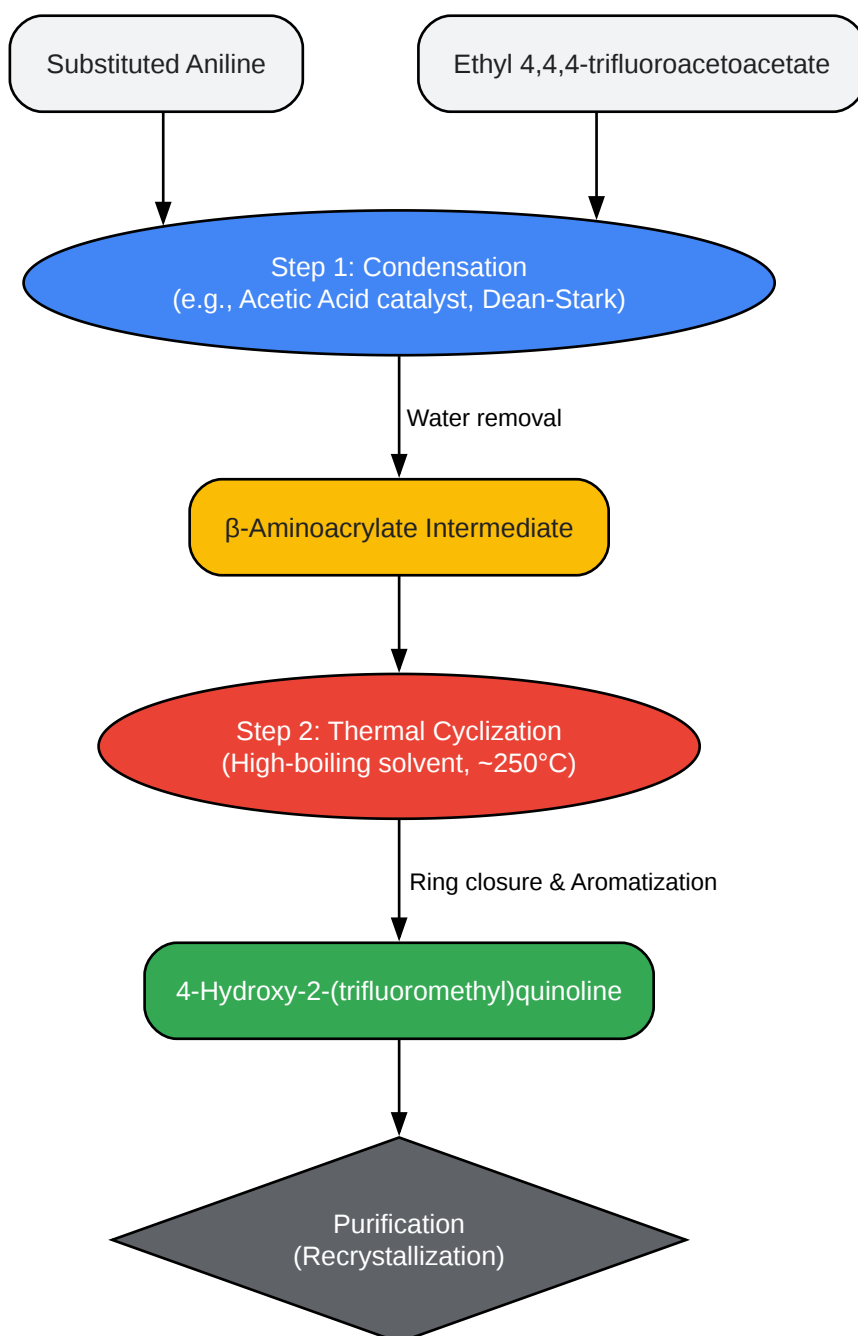 Substituted Aniline
Ethyl 4,4,4-trifluoroacetoacetate
Step 1: Condensation
(e.g., Acetic Acid catalyst, Dean-Stark)
Water removal
β-Aminoacrylate Intermediate
Step 2: Thermal Cyclization
(High-boiling solvent, ~250°C)
Ring closure & Aromatization
4-Hydroxy-2-(trifluoromethyl)quinoline
Purification
(Recrystallization)